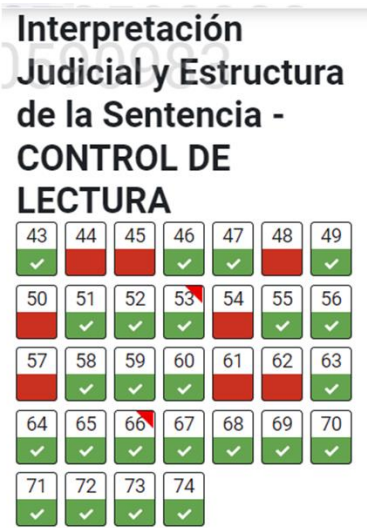 Interpretación
Judicial y Estructura
de la Sentencia -
CONTROL DE
LECTURA
43 44 45 46 47 48 49
50 51 52 53 54 55 56
57 58 59 60 61 62 63
64 65 66 67 68 69 70
71 72 73 74